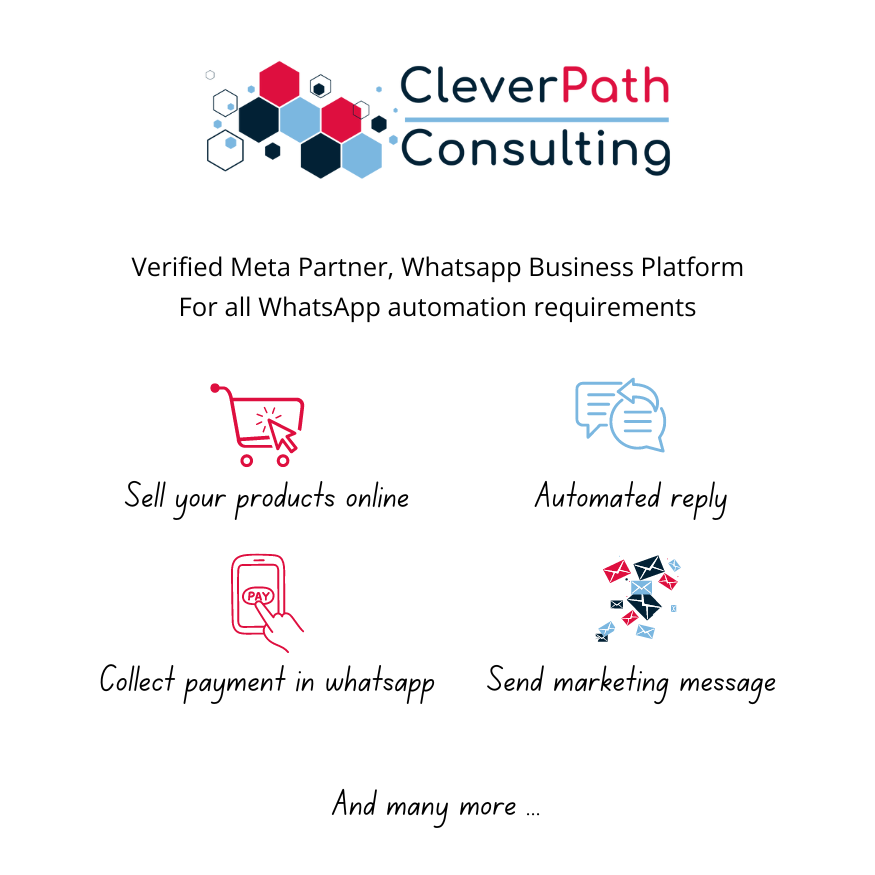 CleverPath
Consulting
Verified Meta Partner, Whatsapp Business Platform
For all WhatsApp automation requirements
Sell your products online
Automated reply
PAY
Collect payment in whatsapp
Send marketing message
And many more ...